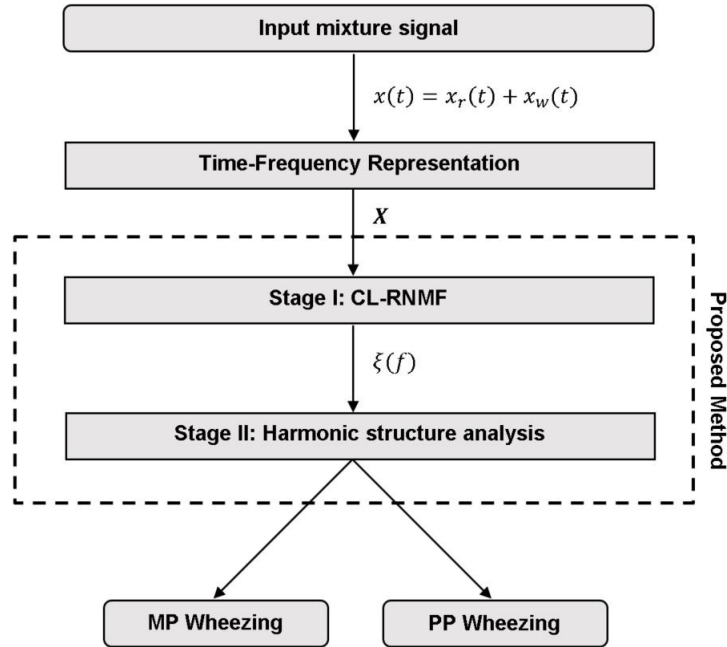 Input mixture signal
x(t) = x_r(t) + x_w(t)
Time-Frequency Representation
X
Stage I: CL-RNMF
ξ(f)
Stage II: Harmonic structure analysis
Proposed Method
MP Wheezing
PP Wheezing